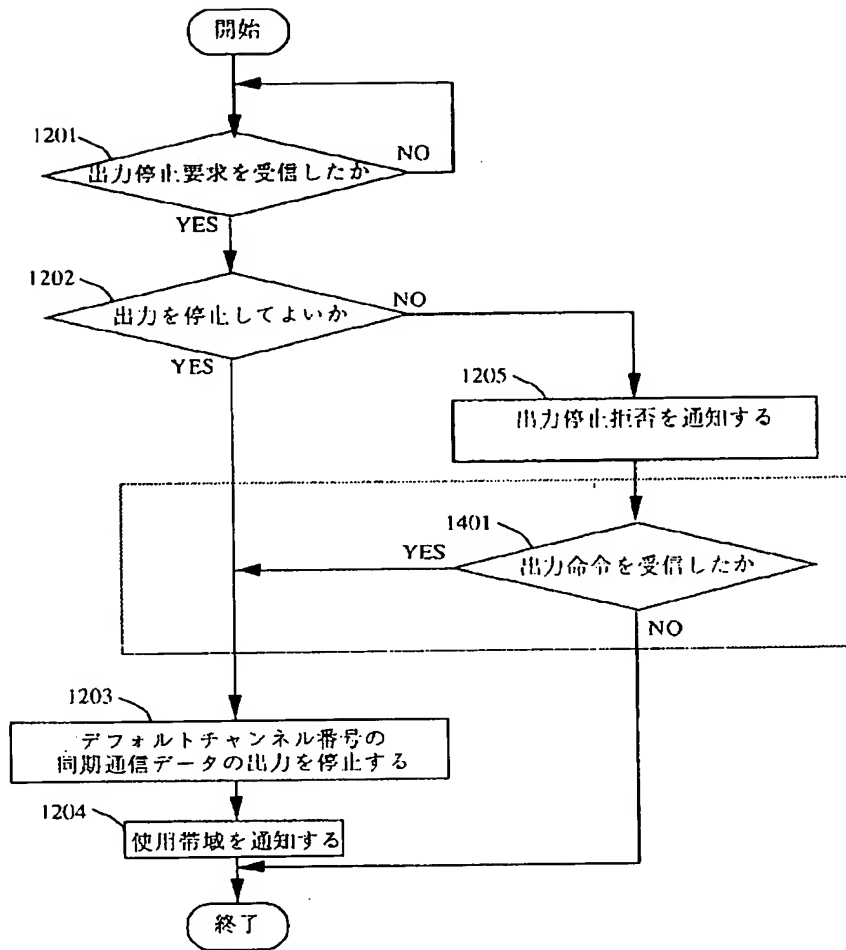 開始
1201
出力停止要求を受信したか
NO
YES
1202
出力を停止してよいか
NO
YES
1205
出力停止拒否を通知する
1401
YES
出力命令を受信したか
NO
1203
デフォルトチャンネル番号の
同期通信データの出力を停止する
1204
使用帯域を通知する
終了